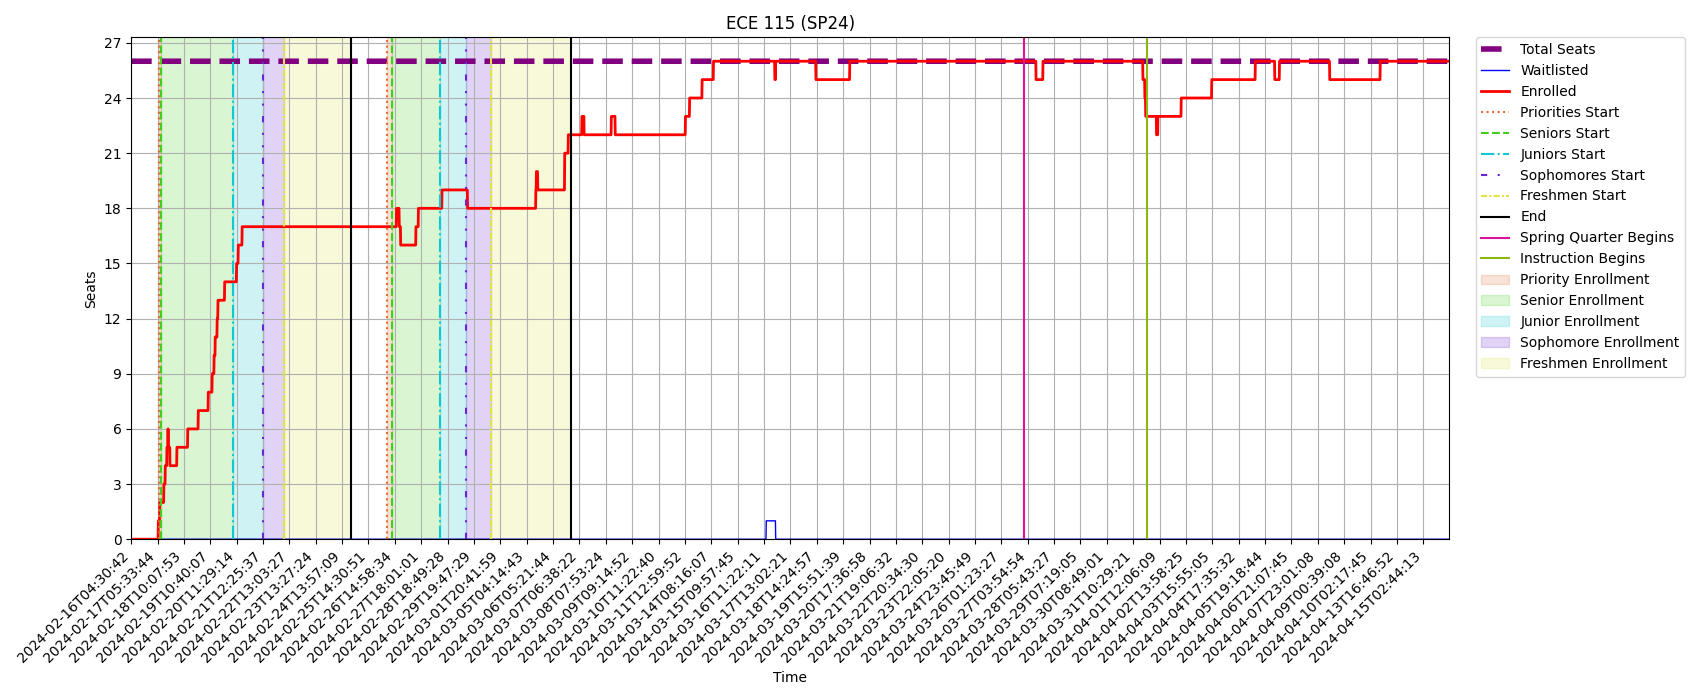 ECE 115 (SP24)
27
24
21
18
15
12
9
6
3
0
Seats
2024-02-16T04:30:42
2024-02-17T05:33:44
2024-02-18T10:07:53
2024-02-19T10:40:07
2024-02-20T11:29:14
2024-02-21T12:25:37
2024-02-22T13:03:27
2024-02-23T13:27:24
2024-02-24T13:57:09
2024-02-25T14:30:51
2024-02-26T14:58:34
2024-02-27T18:01:01
2024-02-28T18:49:28
2024-02-29T19:47:29
2024-03-01T20:41:59
2024-03-05T04:14:43
2024-03-06T05:21:44
2024-03-07T06:38:22
2024-03-08T07:53:24
2024-03-09T09:14:52
2024-03-10T11:22:40
2024-03-11T12:59:52
2024-03-14T08:16:07
2024-03-15T09:57:45
2024-03-16T11:22:11
2024-03-17T13:02:21
2024-03-18T14:24:57
2024-03-19T15:51:39
2024-03-20T17:36:58
2024-03-21T19:06:32
2024-03-22T20:34:30
2024-03-23T22:05:20
2024-03-24T23:45:49
2024-03-26T01:23:27
2024-03-27T03:54:54
2024-03-28T05:43:27
2024-03-29T07:19:05
2024-03-30T08:49:01
2024-03-31T10:29:21
2024-04-01T12:06:09
2024-04-02T13:58:25
2024-04-03T15:55:05
2024-04-04T17:35:32
2024-04-05T19:18:44
2024-04-06T21:07:45
2024-04-07T23:01:08
2024-04-09T00:39:08
2024-04-10T02:17:45
2024-04-13T16:46:52
2024-04-15T02:44:13
Time
Total Seats
Waitlisted
Enrolled
Priorities Start
Seniors Start
Juniors Start
Sophomores Start
Freshmen Start
End
Spring Quarter Begins
Instruction Begins
Priority Enrollment
Senior Enrollment
Junior Enrollment
Sophomore Enrollment
Freshmen Enrollment